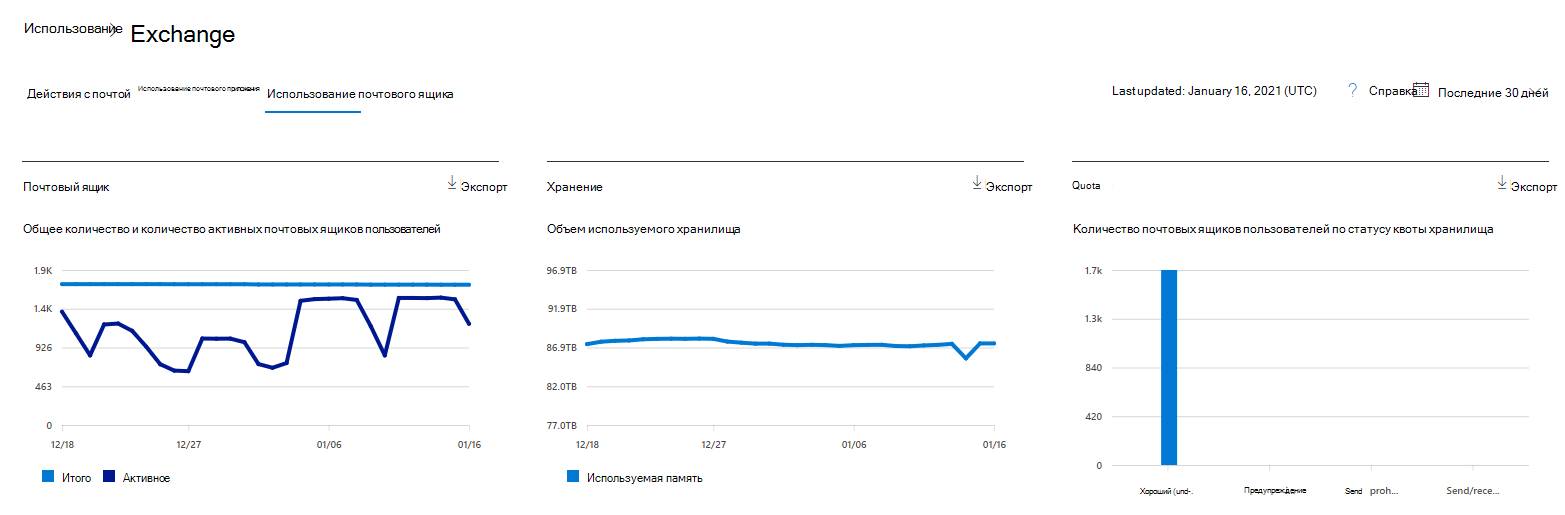 Использование
Exchange
Действия с почтой
Использование почтового приложения
Использование почтового ящика
Last updated: January 16, 2021 (UTC)
? Справка
Последние 30 дней
Почтовый ящик
Экспорт
Общее количество и количество активных почтовых ящиков пользователей
1.9K
1.4K
926
463
0
12/18 12/27 01/06 01/16
Итого Активное
Хранение
Экспорт
Объем используемого хранилища
96.9TB
91.9TB
86.9TB
82.0TB
77.0TB
12/18 12/27 01/06 01/16
Используемая память
Quota
Экспорт
Количество почтовых ящиков пользователей по статусу квоты хранилища
1.7k
1.3k
840
420
0
Хороший (und-. Предупреждение Send proh... Send/rece...